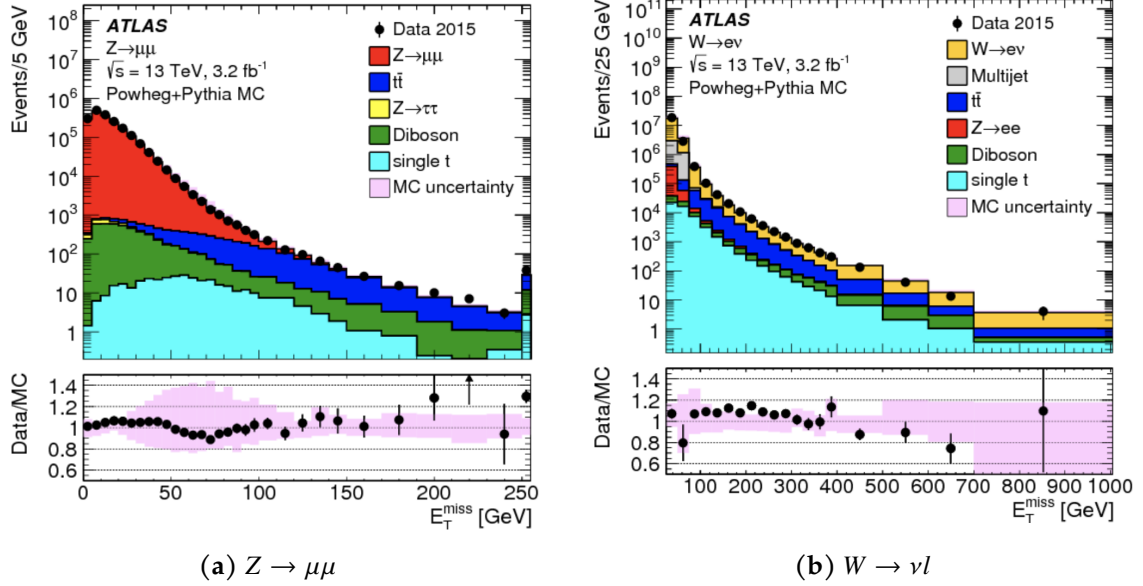 ATLAS
Z→μμ
√s = 13 TeV, 3.2 fb⁻¹
Powheg+Pythia MC
Data 2015
Z→μμ
tt̄
Z→ττ
Diboson
single t
MC uncertainty
Events/5 GeV
10⁸
10⁷
10⁶
10⁵
10⁴
10³
10²
10
1
Data/MC
1.4
1.2
1
0.8
0.6
0 50 100 150 200 250
E_T^miss [GeV]
(a) Z → μμ
ATLAS
W→eν
√s = 13 TeV, 3.2 fb⁻¹
Powheg+Pythia MC
Data 2015
W→eν
Multijet
tt̄
Z→ee
Diboson
single t
MC uncertainty
Events/25 GeV
10¹¹
10¹⁰
10⁹
10⁸
10⁷
10⁶
10⁵
10⁴
10³
10²
10
1
Data/MC
1.4
1.2
1
0.8
0.6
100 200 300 400 500 600 700 800 900 1000
E_T^miss [GeV]
(b) W → νl